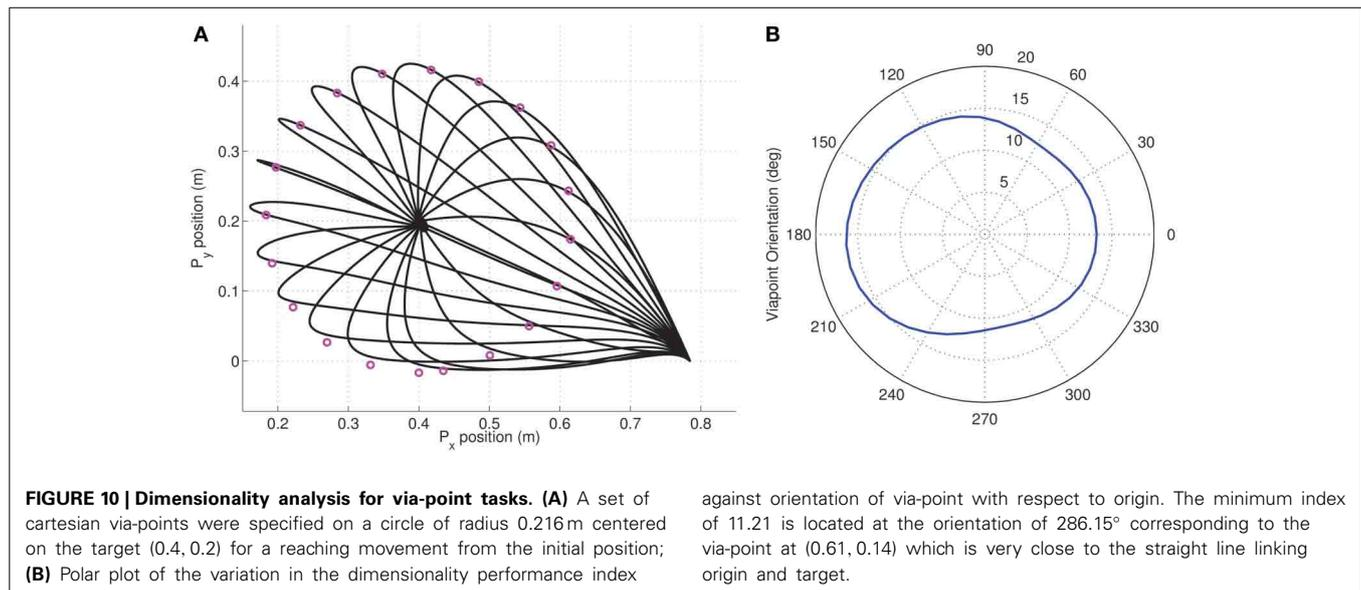 A
0.4
0.3
0.2
0.1
0
P_y position (m)
0.2 0.3 0.4 0.5 0.6 0.7 0.8
P_x position (m)
B
90
20
120 60
15
150 10 30
5
180 0
210 330
240 300
270
Viapoint Orientation (deg)
FIGURE 10 | Dimensionality analysis for via-point tasks. (A) A set of
cartesian via-points were specified on a circle of radius 0.216 m centered
on the target (0.4, 0.2) for a reaching movement from the initial position;
(B) Polar plot of the variation in the dimensionality performance index
against orientation of via-point with respect to origin. The minimum index
of 11.21 is located at the orientation of 286.15° corresponding to the
via-point at (0.61, 0.14) which is very close to the straight line linking
origin and target.